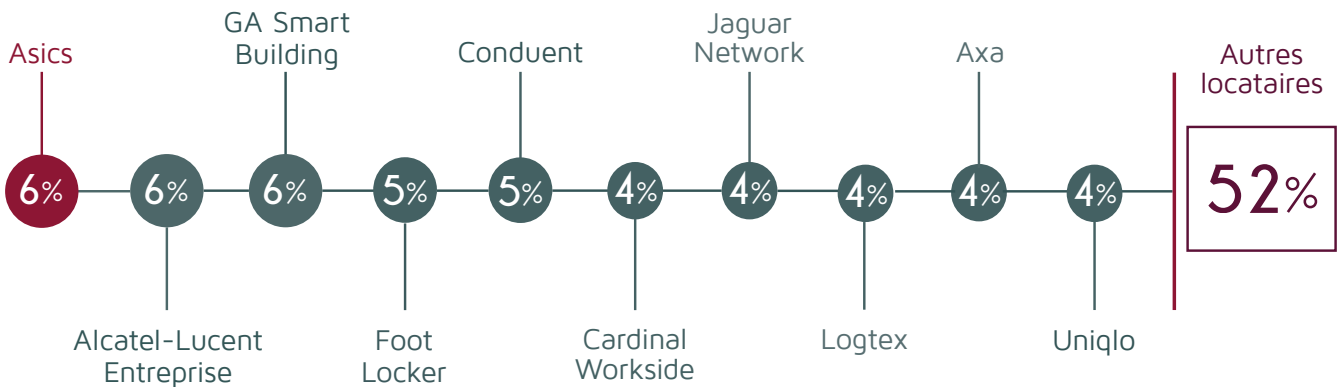 Asics
6%
Alcatel-Lucent
Entreprise
6%
GA Smart
Building
6%
Foot
Locker
5%
Conduent
5%
Cardinal
Workside
4%
Jaguar
Network
4%
Logtex
4%
Axa
4%
Uniqlo
4%
Autres
locataires
52%